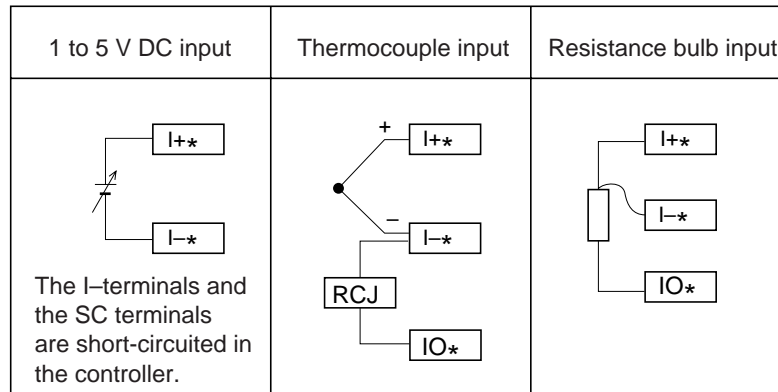 1 to 5 V DC input
Thermocouple input
Resistance bulb input
I+*
I–*
The I–terminals and
the SC terminals
are short-circuited in
the controller.
+
I+*
–
I–*
RCJ
IO*
I+*
I–*
IO*